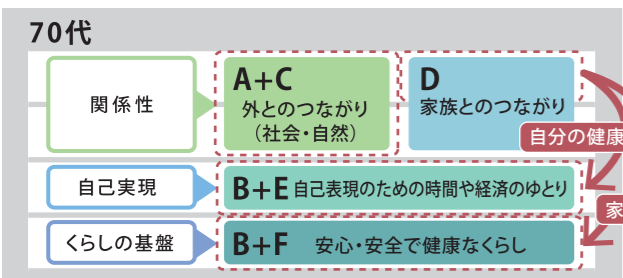 70代
関係性
A+C
外とのつながり
（社会・自然）
D
家族とのつながり
自分の健康
自己実現
B+E 自己表現のための時間や経済のゆとり
家
くらしの基盤
B+F 安心・安全で健康なくらし